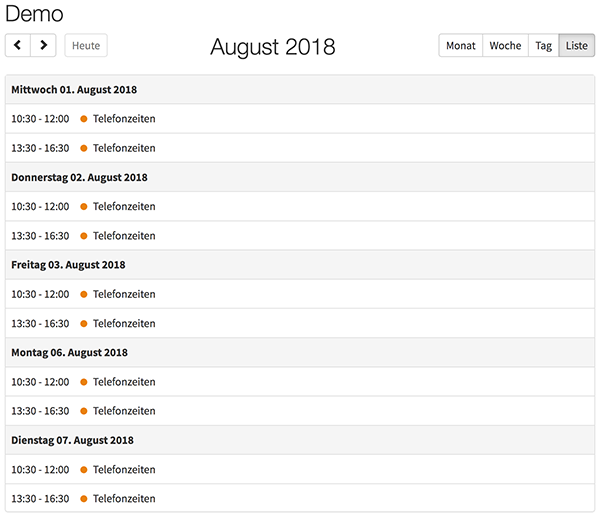 Demo
Heute
August 2018
Monat Woche Tag Liste
Mittwoch 01. August 2018
10:30 - 12:00 Telefonzeiten
13:30 - 16:30 Telefonzeiten
Donnerstag 02. August 2018
10:30 - 12:00 Telefonzeiten
13:30 - 16:30 Telefonzeiten
Freitag 03. August 2018
10:30 - 12:00 Telefonzeiten
13:30 - 16:30 Telefonzeiten
Montag 06. August 2018
10:30 - 12:00 Telefonzeiten
13:30 - 16:30 Telefonzeiten
Dienstag 07. August 2018
10:30 - 12:00 Telefonzeiten
13:30 - 16:30 Telefonzeiten